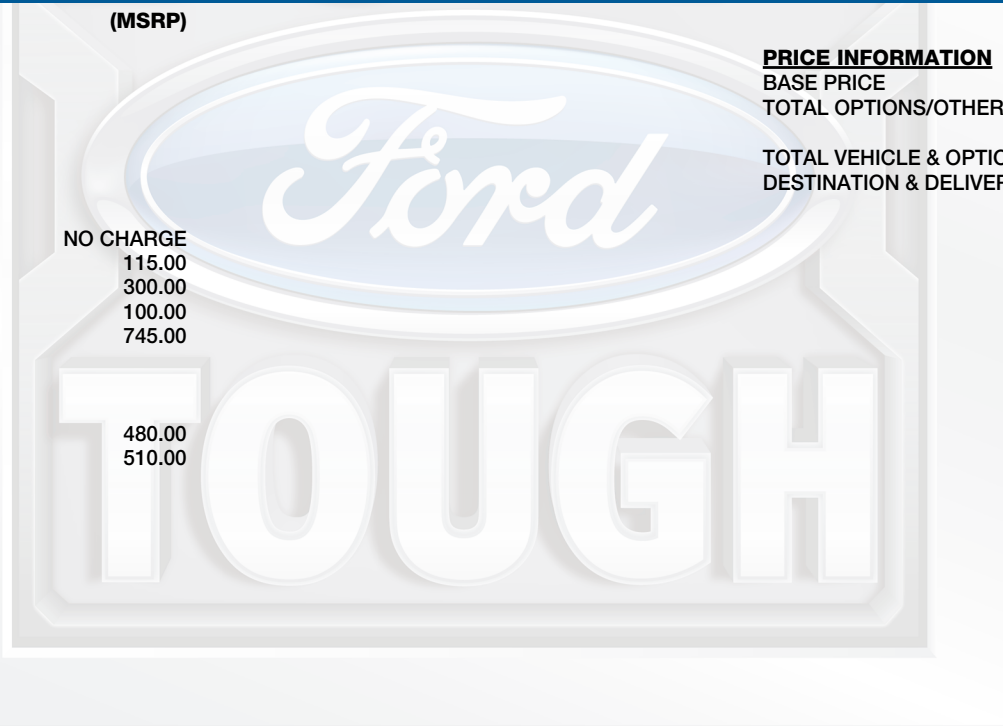 (MSRP)
PRICE INFORMATION
BASE PRICE
TOTAL OPTIONS/OTHER
TOTAL VEHICLE & OPTIO
DESTINATION & DELIVER
NO CHARGE
115.00
300.00
100.00
745.00
480.00
510.00
Ford
TOUGH